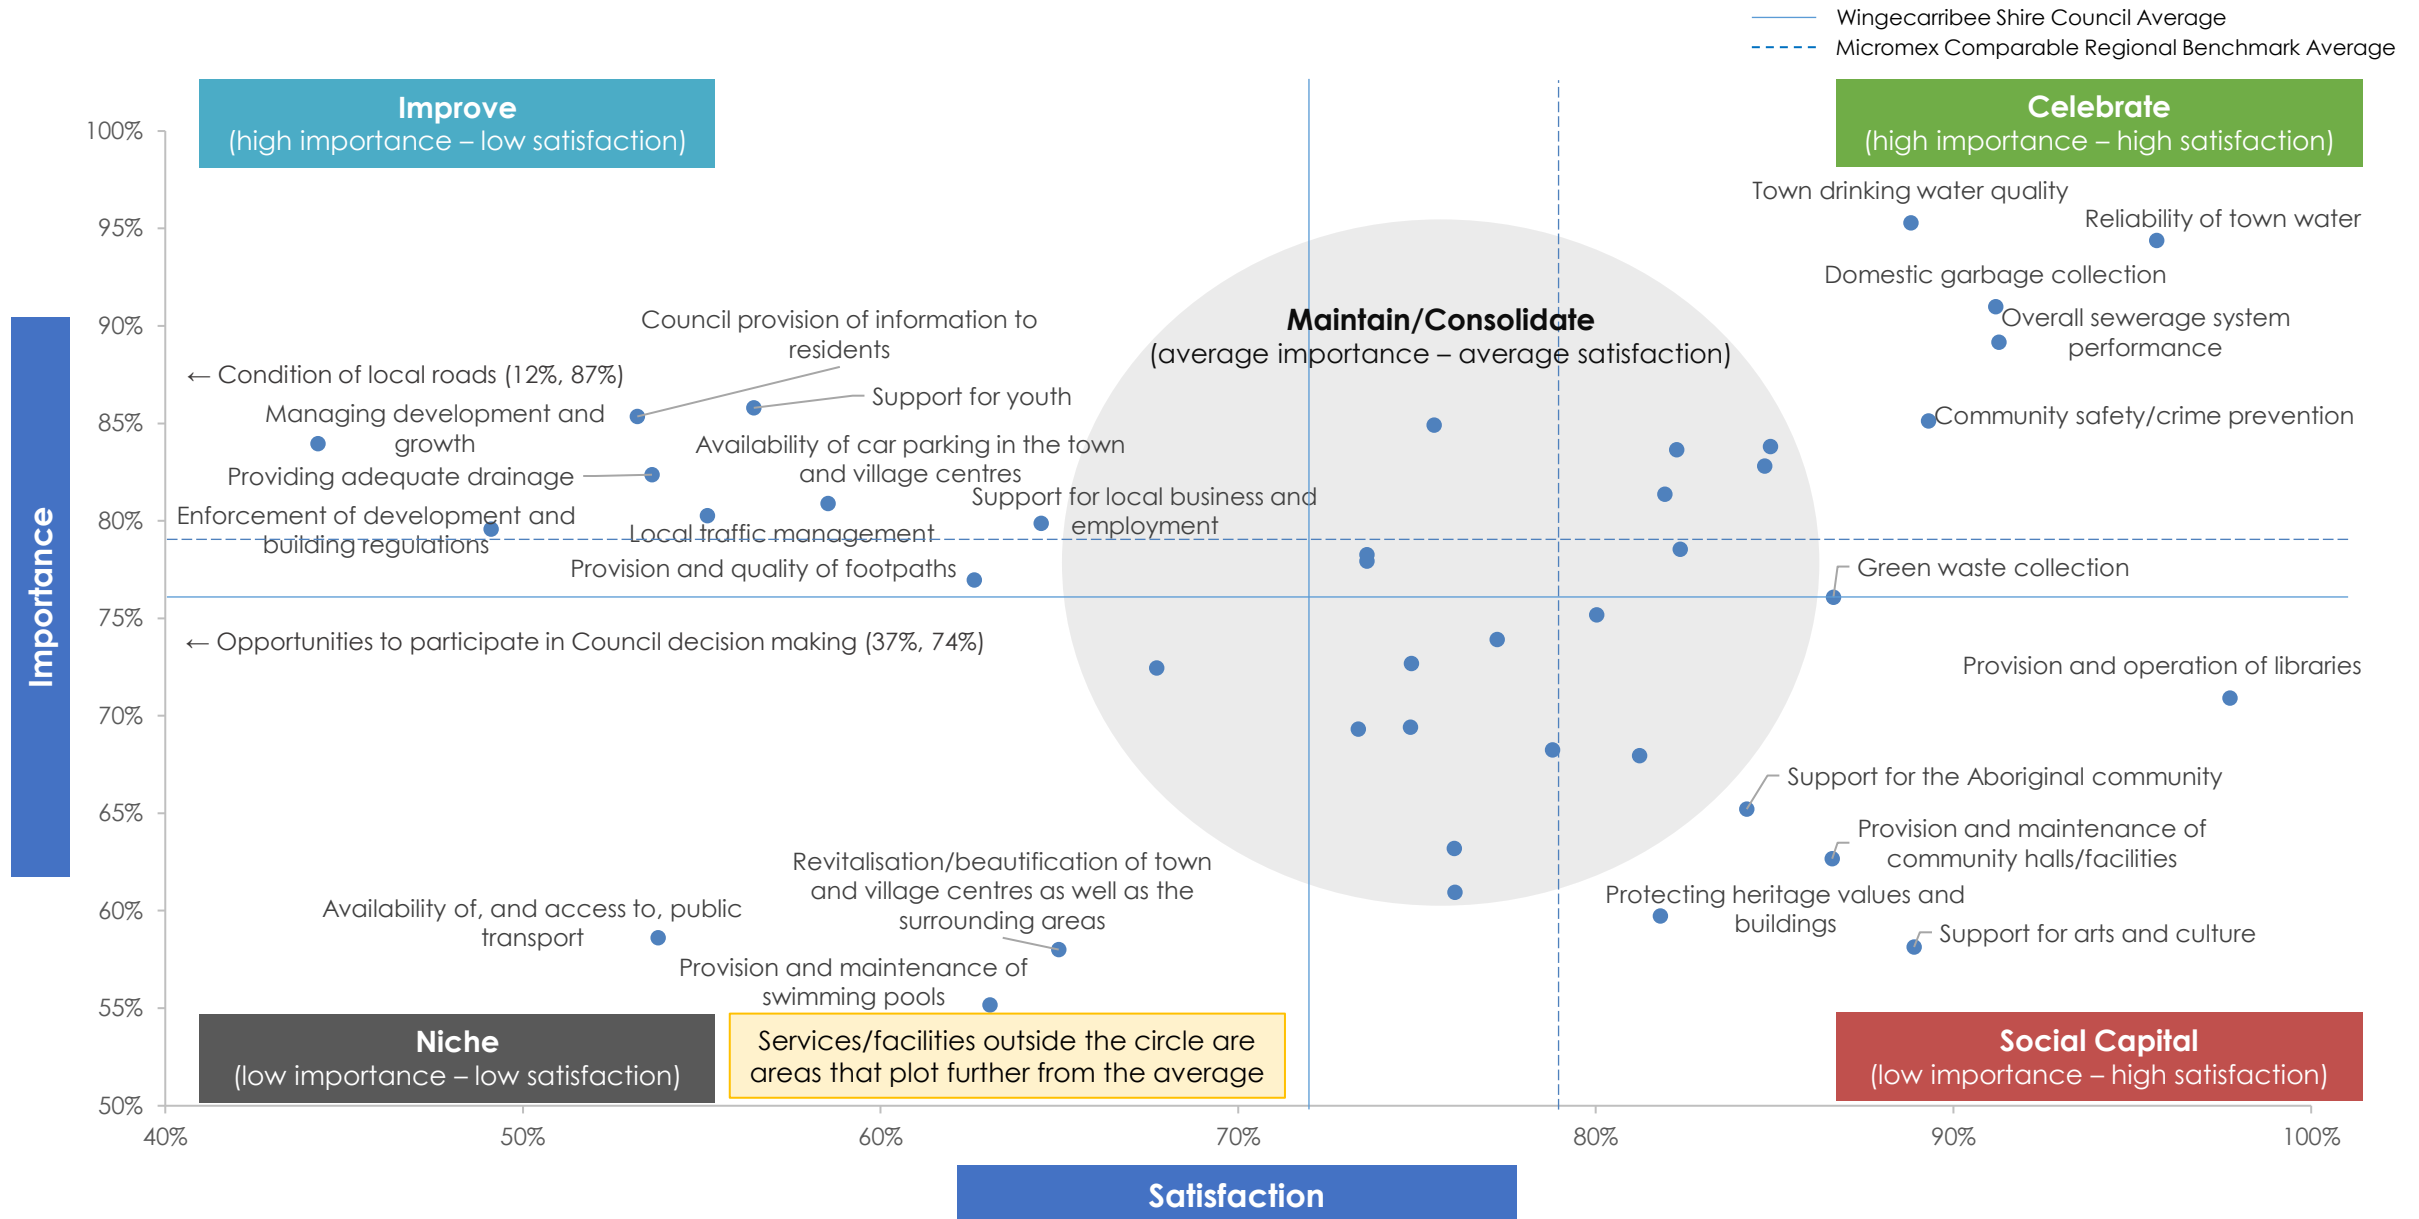 Wingecarribee Shire Council Average
Micromex Comparable Regional Benchmark Average
Improve
(high importance – low satisfaction)
Celebrate
(high importance – high satisfaction)
100%
95%
90%
85%
80%
75%
70%
65%
60%
55%
50%
Importance
Town drinking water quality
Reliability of town water
Domestic garbage collection
Overall sewerage system
performance
Community safety/crime prevention
Maintain/Consolidate
(average importance – average satisfaction)
Council provision of information to
residents
← Condition of local roads (12%, 87%)
Support for youth
Managing development and
growth
Availability of car parking in the town
and village centres
Providing adequate drainage
Support for local business and
employment
Enforcement of development and
building regulations
Local traffic management
Provision and quality of footpaths
Green waste collection
← Opportunities to participate in Council decision making (37%, 74%)
Provision and operation of libraries
Support for the Aboriginal community
Provision and maintenance of
community halls/facilities
Protecting heritage values and
buildings
Support for arts and culture
Revitalisation/beautification of town
and village centres as well as the
surrounding areas
Availability of, and access to, public
transport
Provision and maintenance of
swimming pools
Niche
(low importance – low satisfaction)
Services/facilities outside the circle are
areas that plot further from the average
Social Capital
(low importance – high satisfaction)
40%
50%
60%
70%
80%
90%
100%
Satisfaction